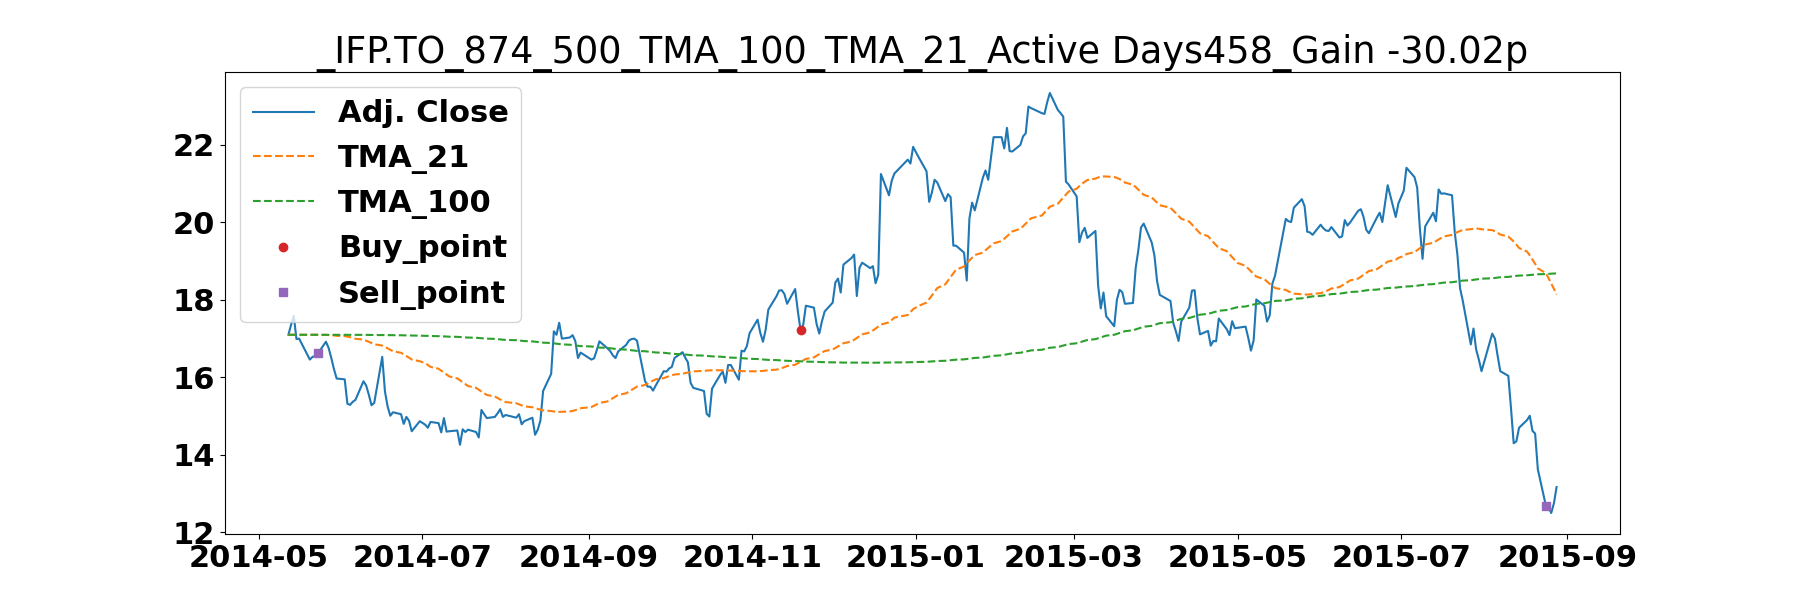 _IFP.TO_874_500_TMA_100_TMA_21_Active Days458_Gain -30.02p
Adj. Close
TMA_21
TMA_100
Buy_point
Sell_point
22
20
18
16
14
12
2014-05 2014-07 2014-09 2014-11 2015-01 2015-03 2015-05 2015-07 2015-09